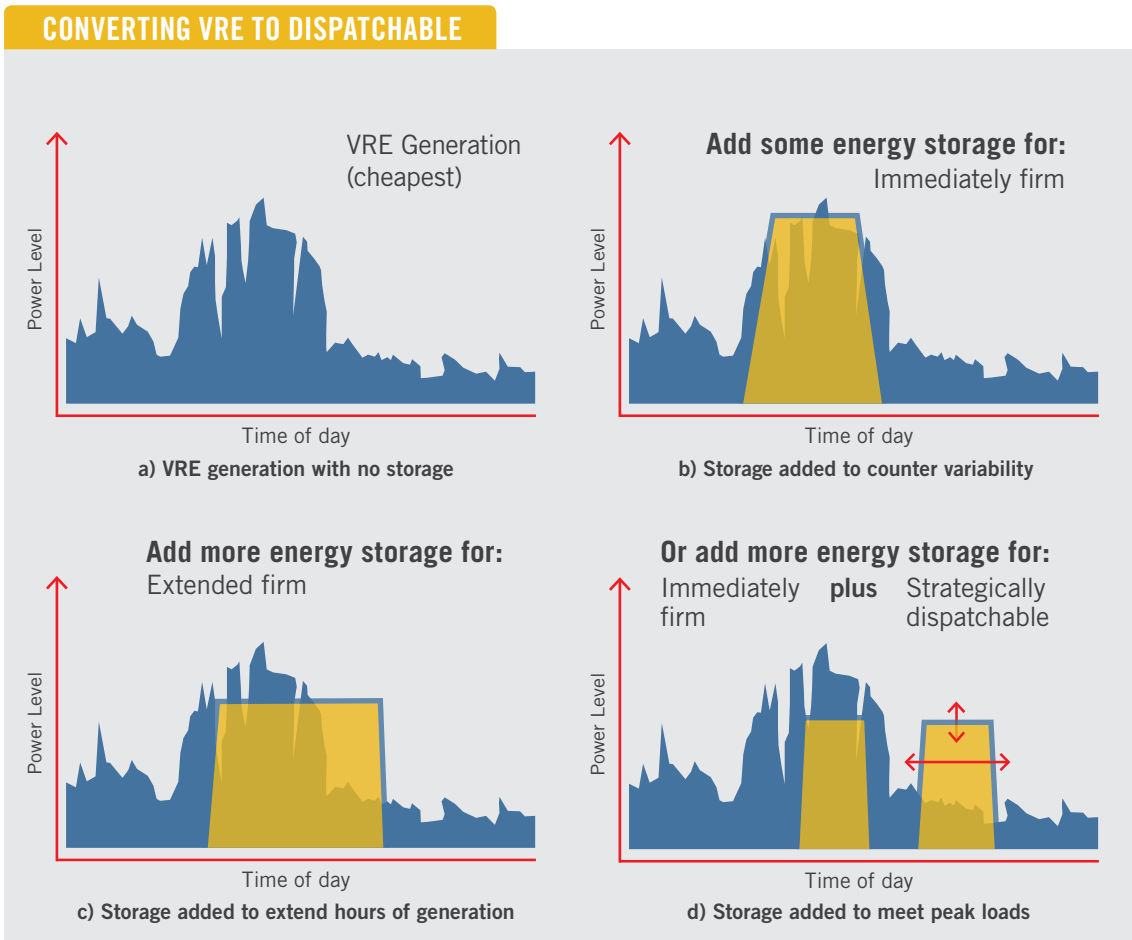 CONVERTING VRE TO DISPATCHABLE
VRE Generation
(cheapest)
Power Level
Time of day
a) VRE generation with no storage
Add some energy storage for:
Immediately firm
Power Level
Time of day
b) Storage added to counter variability
Add more energy storage for:
Extended firm
Power Level
Time of day
c) Storage added to extend hours of generation
Or add more energy storage for:
Immediately plus Strategically
firm dispatchable
Power Level
Time of day
d) Storage added to meet peak loads